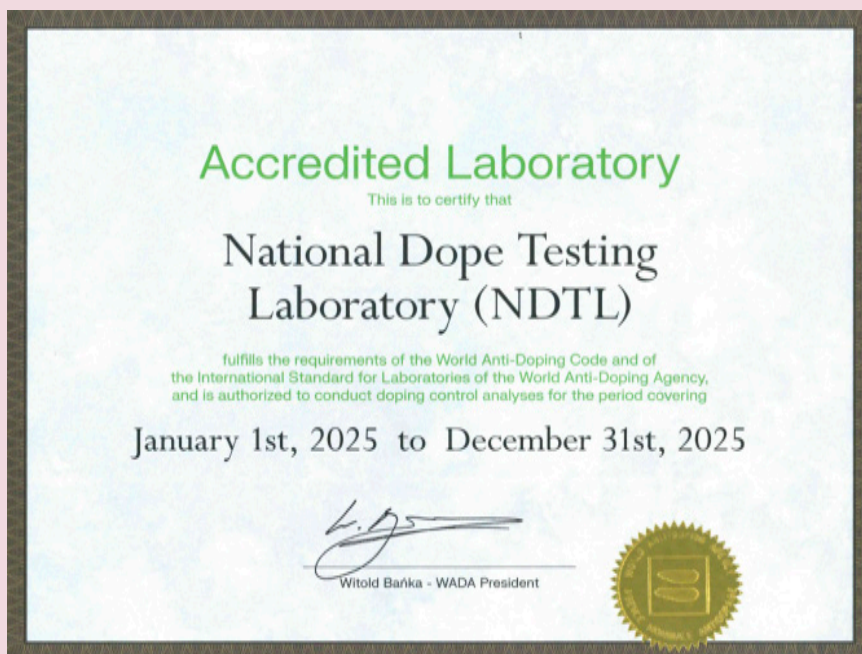 Accredited Laboratory
This is to certify that
National Dope Testing
Laboratory (NDTL)
fulfills the requirements of the World Anti-Doping Code and of
the International Standard for Laboratories of the World Anti-Doping Agency,
and is authorized to conduct doping control analyses for the period covering
January 1st, 2025 to December 31st, 2025
Witold Bańka - WADA President